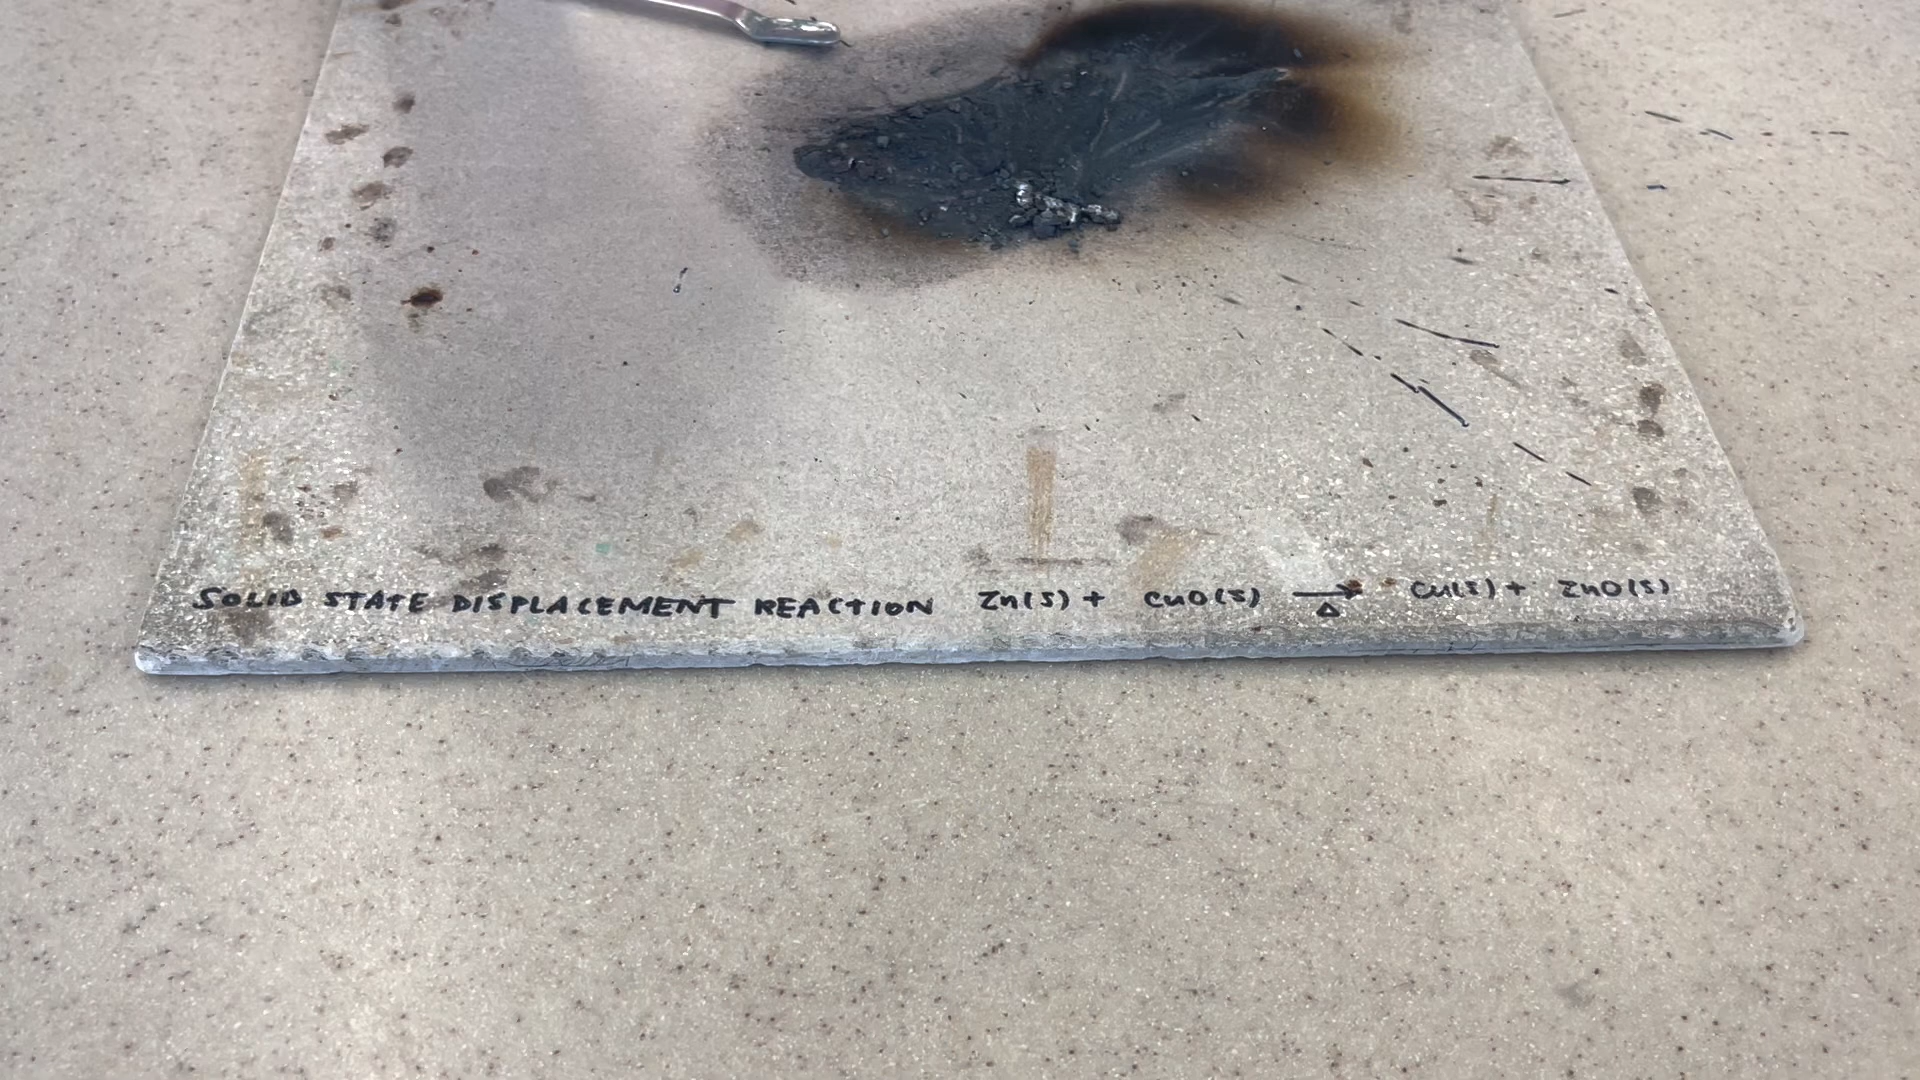 SOLID STATE DISPLACEMENT REACTION Zn(s) + CuO(s) →Δ Cu(s) + ZnO(s)